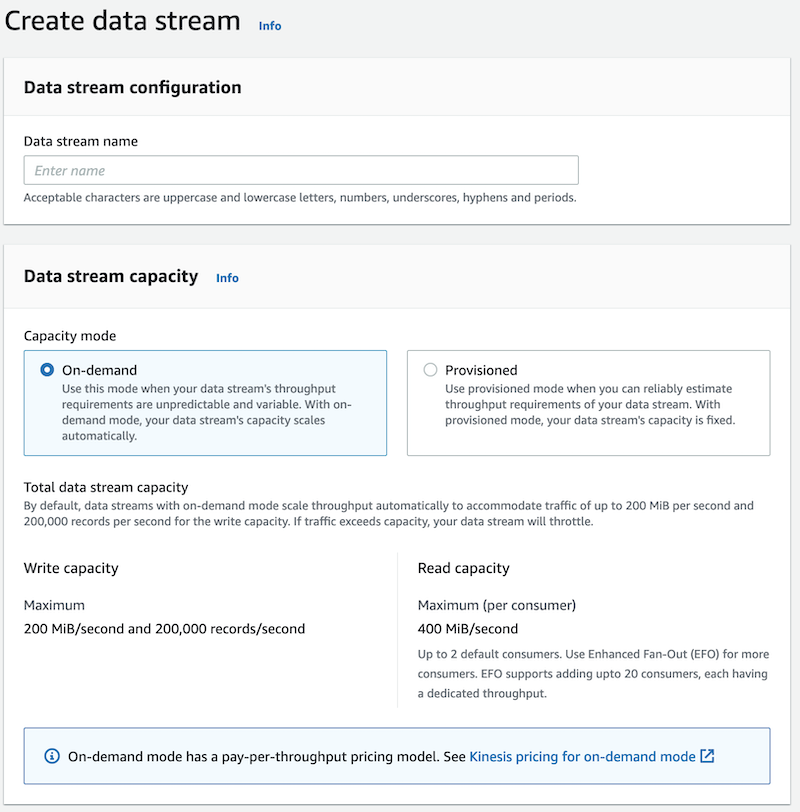 Create data stream Info
Data stream configuration
Data stream name
Enter name
Acceptable characters are uppercase and lowercase letters, numbers, underscores, hyphens and periods.
Data stream capacity Info
Capacity mode
On-demand
Use this mode when your data stream's throughput
requirements are unpredictable and variable. With on-
demand mode, your data stream's capacity scales
automatically.
Provisioned
Use provisioned mode when you can reliably estimate
throughput requirements of your data stream. With
provisioned mode, your data stream's capacity is fixed.
Total data stream capacity
By default, data streams with on-demand mode scale throughput automatically to accommodate traffic of up to 200 MiB per second and
200,000 records per second for the write capacity. If traffic exceeds capacity, your data stream will throttle.
Write capacity
Maximum
200 MiB/second and 200,000 records/second
Read capacity
Maximum (per consumer)
400 MiB/second
Up to 2 default consumers. Use Enhanced Fan-Out (EFO) for more
consumers. EFO supports adding upto 20 consumers, each having
a dedicated throughput.
On-demand mode has a pay-per-throughput pricing model. See Kinesis pricing for on-demand mode